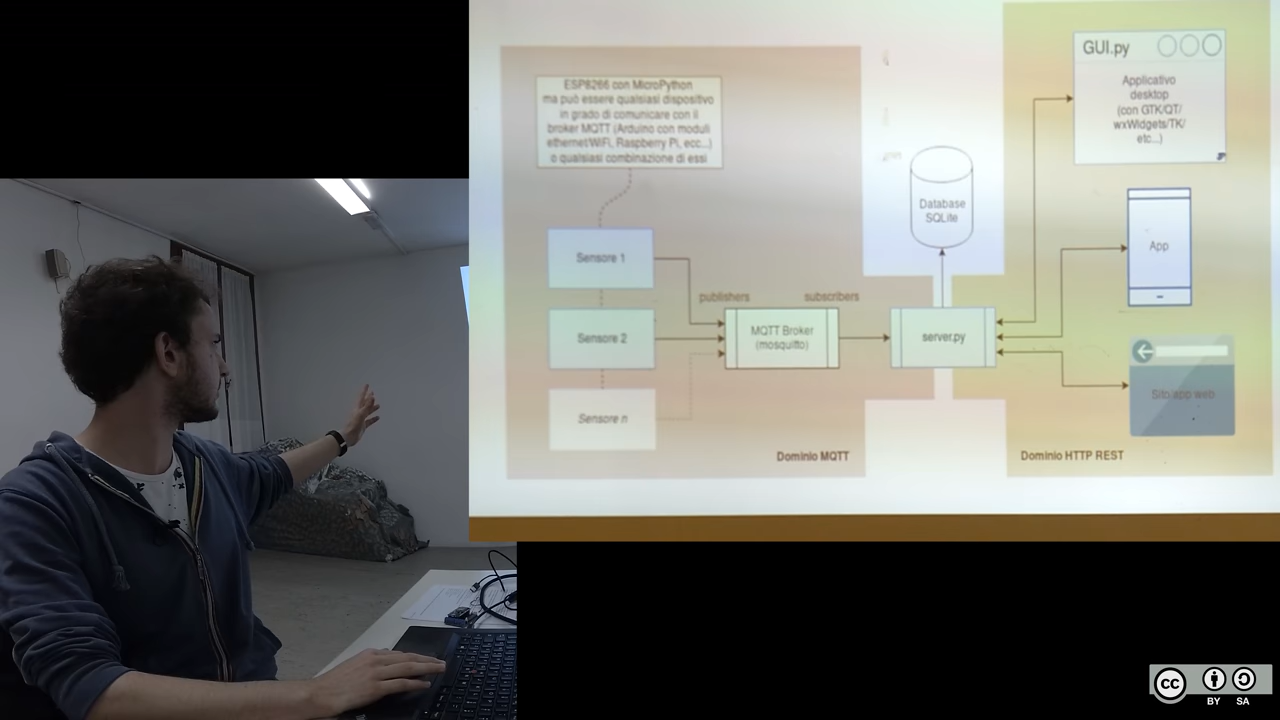 ESP8266 con MicroPython
ma può essere qualsiasi dispositivo
in grado di comunicare con il
broker MQTT (Arduino con moduli
ethernet/WiFi, Raspberry Pi, ecc...)
o qualsiasi combinazione di essi
Sensore 1
Sensore 2
Sensore n
publishers
subscribers
MQTT Broker
(mosquitto)
Dominio MQTT
Database
SQLite
server.py
GUI.py
Applicativo
desktop
(con GTK/QT/
wxWidgets/TK/
etc...)
App
Sito/app web
Dominio HTTP REST
cc
BY SA